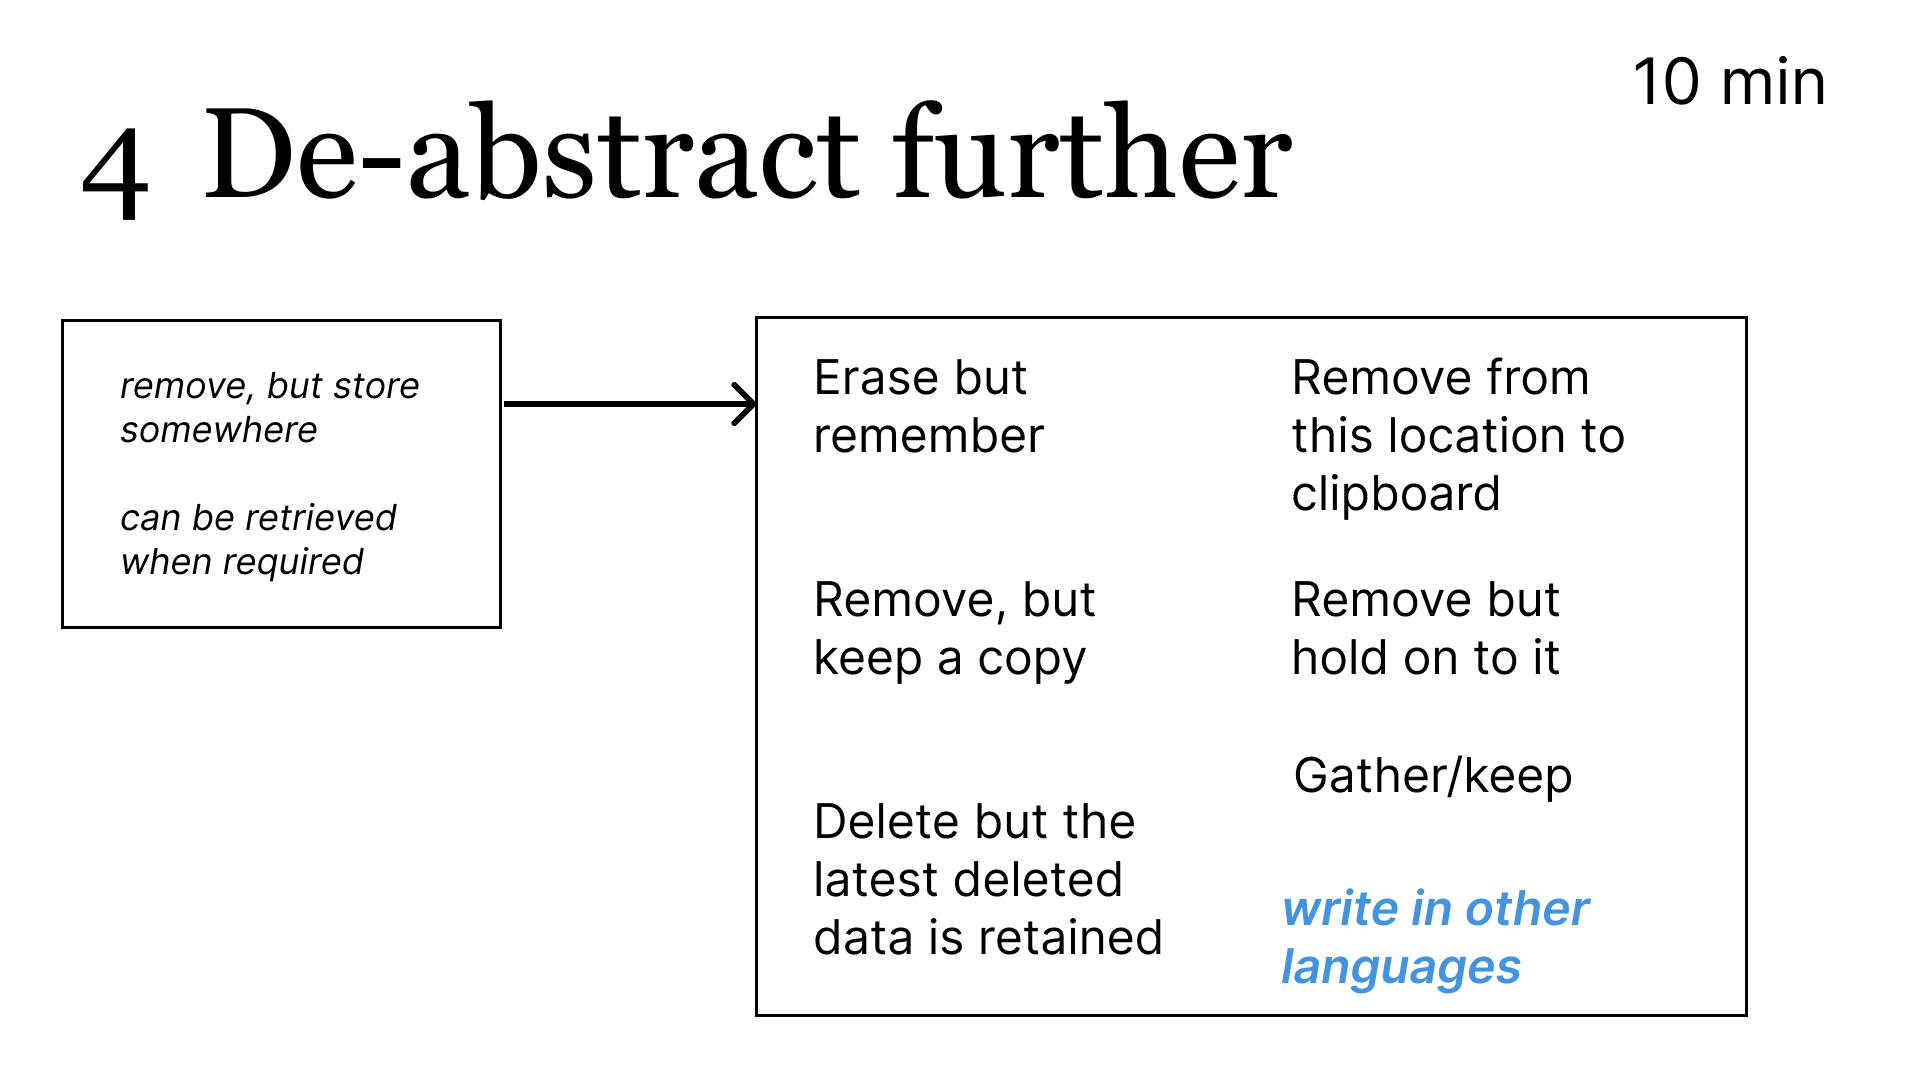 10 min
4 De-abstract further
remove, but store
somewhere
can be retrieved
when required
Erase but
remember
Remove, but
keep a copy
Delete but the
latest deleted
data is retained
Remove from
this location to
clipboard
Remove but
hold on to it
Gather/keep
write in other
languages